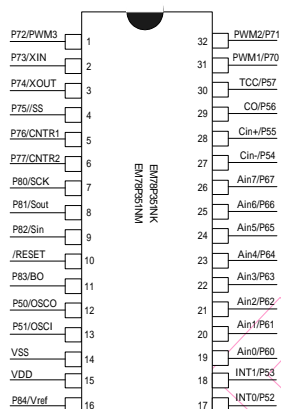 P72/PWM3 1 32 PWM2/P71
P73/XIN 2 31 PWM1/P70
P74/XOUT 3 30 TCC/P57
P75//SS 4 29 CO/P56
P76/CNTR1 5 28 Cin+/P55
P77/CNTR2 6 27 Cin-/P54
P80/SCK 7 26 Ain7/P67
P81/Sout 8 25 Ain6/P66
P82/Sin 9 24 Ain5/P65
/RESET 10 23 Ain4/P64
P83/BO 11 22 Ain3/P63
P50/OSCO 12 21 Ain2/P62
P51/OSCI 13 20 Ain1/P61
VSS 14 19 Ain0/P60
VDD 15 18 INT1/P53
P84/Vref 16 17 INT0/P52
EM78P351NK
EM78P351NM